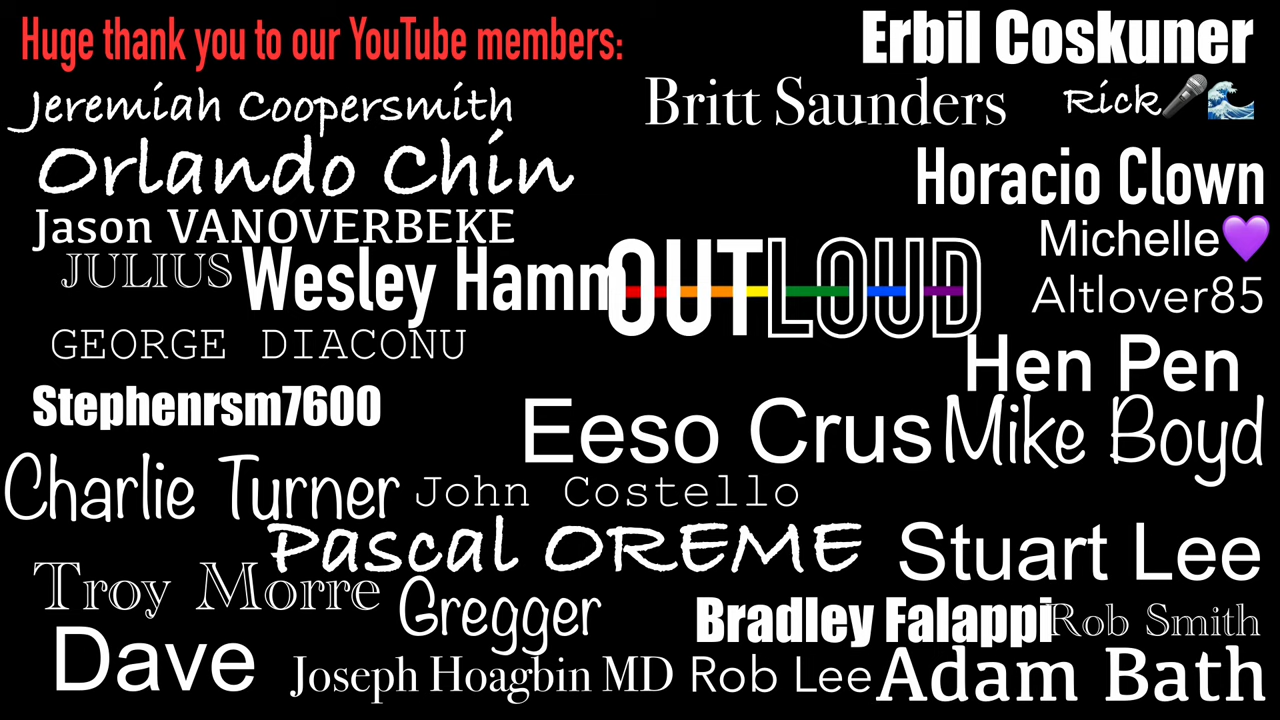 Huge thank you to our YouTube members:
Erbil Coskuner
Jeremiah Coopersmith
Britt Saunders
Rick🎤🌊
Orlando Chin
Horacio Clown
Jason VANOVERBEKE
Michelle💜
JULIUS
Wesley Hamm
OUTLOUD
Altlover85
GEORGE DIACONU
Hen Pen
Stephenrsm7600
Eeso Crus
Mike Boyd
Charlie Turner
John Costello
Pascal OREME
Stuart Lee
Troy Morre
Gregger
Bradley Falappi
Rob Smith
Dave
Joseph Hoagbin MD
Rob Lee
Adam Bath